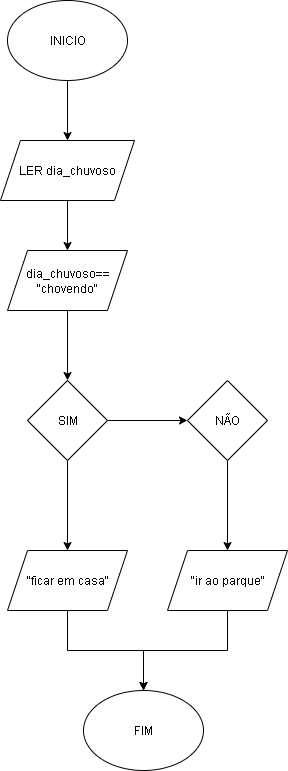 INICIO
LER dia_chuvoso
dia_chuvoso==
"chovendo"
SIM
NÃO
"ficar em casa"
"ir ao parque"
FIM